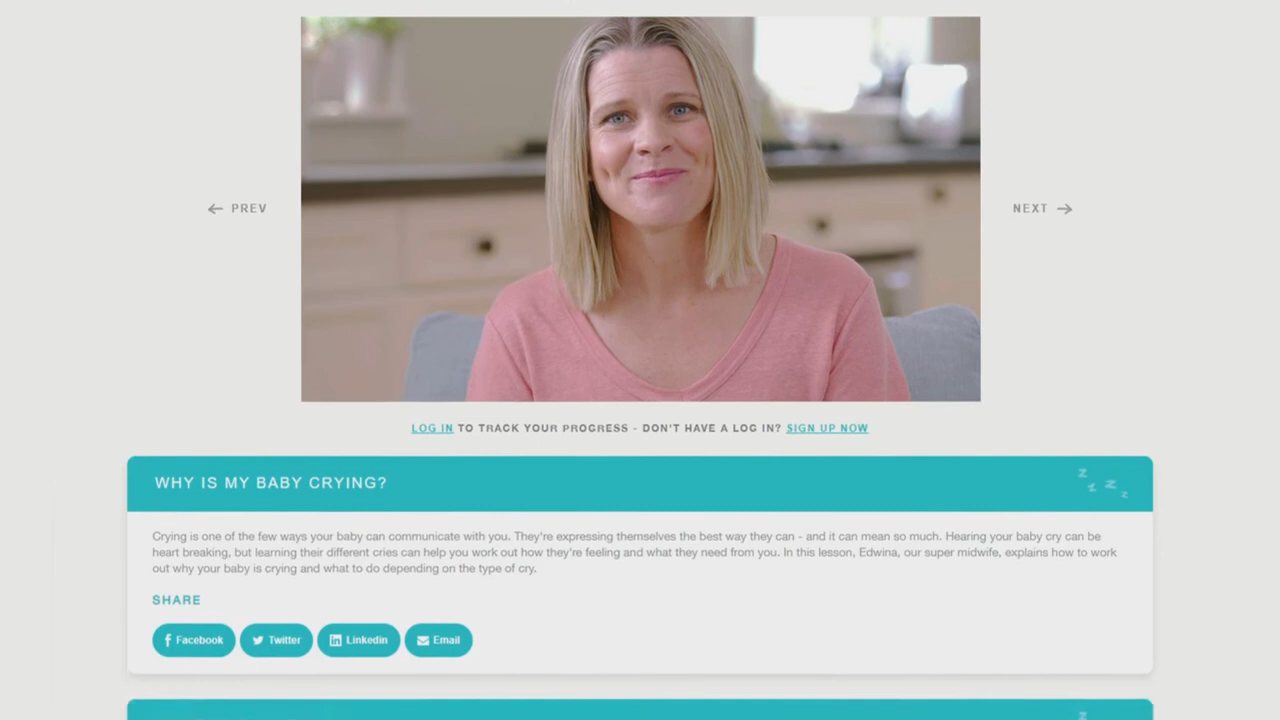 ← PREV
NEXT →
LOG IN TO TRACK YOUR PROGRESS - DON'T HAVE A LOG IN? SIGN UP NOW
WHY IS MY BABY CRYING?
z z z z
Crying is one of the few ways your baby can communicate with you. They're expressing themselves the best way they can - and it can mean so much. Hearing your baby cry can be
heart breaking, but learning their different cries can help you work out how they're feeling and what they need from you. In this lesson, Edwina, our super midwife, explains how to work
out why your baby is crying and what to do depending on the type of cry.
SHARE
Facebook Twitter Linkedin Email
z